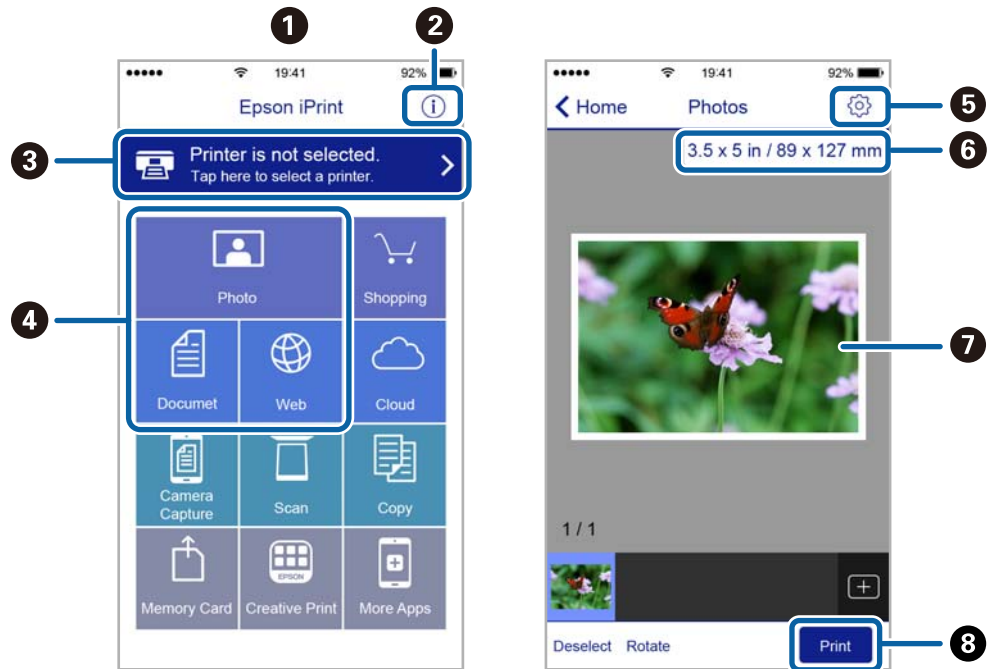 1
2
19:41
92%
Epson iPrint
i
3
Printer is not selected.
Tap here to select a printer.
4
Photo
Shopping
Documet
Web
Cloud
Camera
Capture
Scan
Copy
EPSON
Memory Card
Creative Print
More Apps
19:41
92%
Home
Photos
5
3.5 x 5 in / 89 x 127 mm
6
7
1 / 1
Deselect
Rotate
Print
8